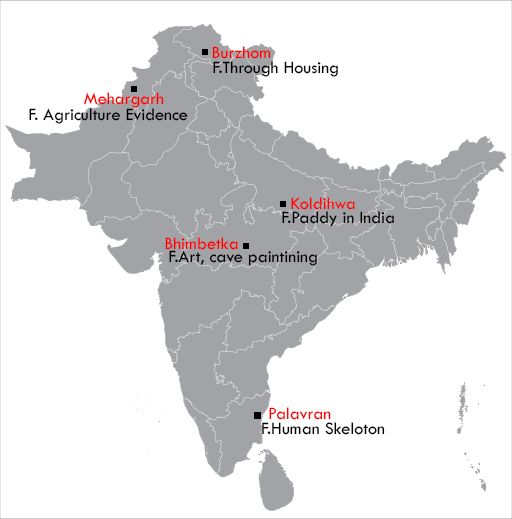 Burzhom
F.Through Housing
Mehargarh
F. Agriculture Evidence
Koldihwa
F.Paddy in India
Bhimbetka
F.Art, cave paintining
Palavran
F.Human Skeloton